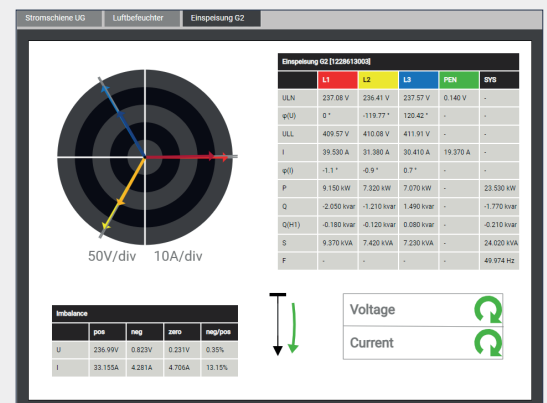 Stromschiene UG Luftbefeuchter Einspeisung G2
Einspeisung G2 [1228613003]
L1 L2 L3 PEN SYS
ULN 237.08 V 236.41 V 237.57 V 0.140 V -
φ(U) 0 ° -119.77 ° 120.42 ° - -
ULL 409.57 V 410.08 V 411.91 V - -
I 39.530 A 31.380 A 30.410 A 19.370 A -
φ(I) -1.1 ° -0.9 ° 0.7 ° - -
P 9.150 kW 7.320 kW 7.070 kW - 23.530 kW
Q -2.050 kvar -1.210 kvar 1.490 kvar - -1.770 kvar
Q(H1) -0.180 kvar -0.120 kvar 0.080 kvar - -0.210 kvar
S 9.370 kVA 7.420 kVA 7.230 kVA - 24.020 kVA
F - - - - 49.974 Hz
50V/div 10A/div
Imbalance
pos neg zero neg/pos
U 236.99V 0.823V 0.231V 0.35%
I 33.155A 4.281A 4.706A 13.15%
Voltage
Current